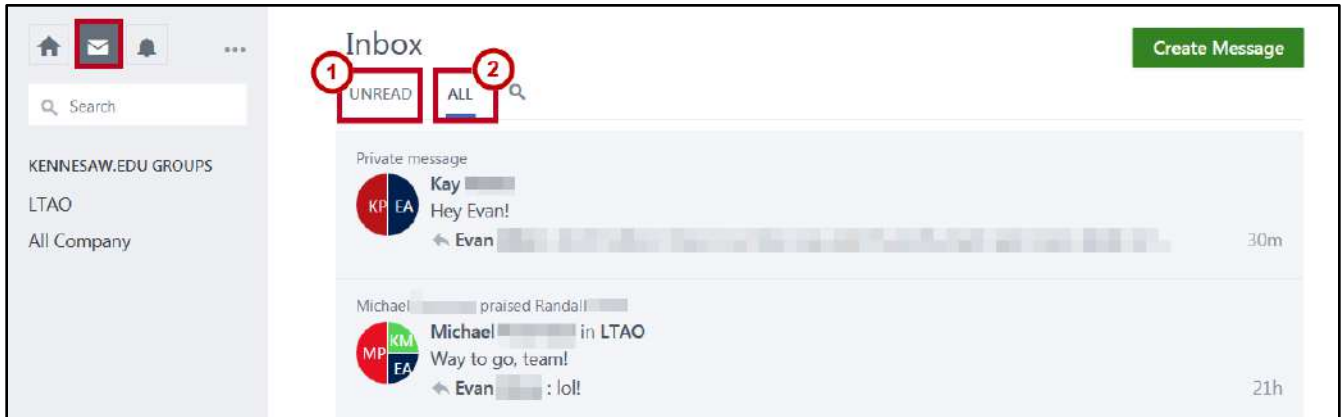 Inbox
Create Message
1
2
UNREAD ALL
Search
KENNESAW.EDU GROUPS
LTAO
All Company
Private message
KP EA
Kay
Hey Evan!
Evan
30m
Michael praised Randall
MP KM EA
Michael in LTAO
Way to go, team!
Evan : lol!
21h